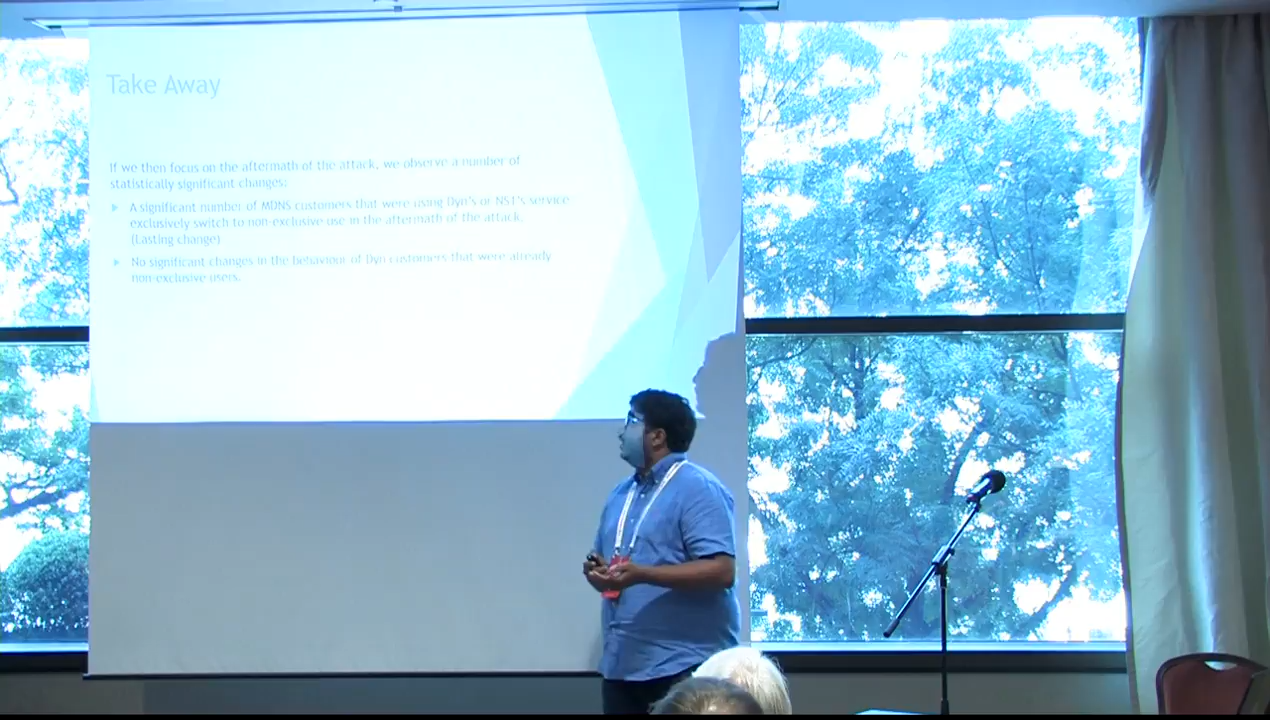 Take Away
If we then focus on the aftermath of the attack, we observe a number of
statistically significant changes:
A significant number of MDNS customers that were using Dyn's or NS1's service
exclusively switch to non-exclusive use in the aftermath of the attack.
(Lasting change)
No significant changes in the behaviour of Dyn customers that were already
non-exclusive users.